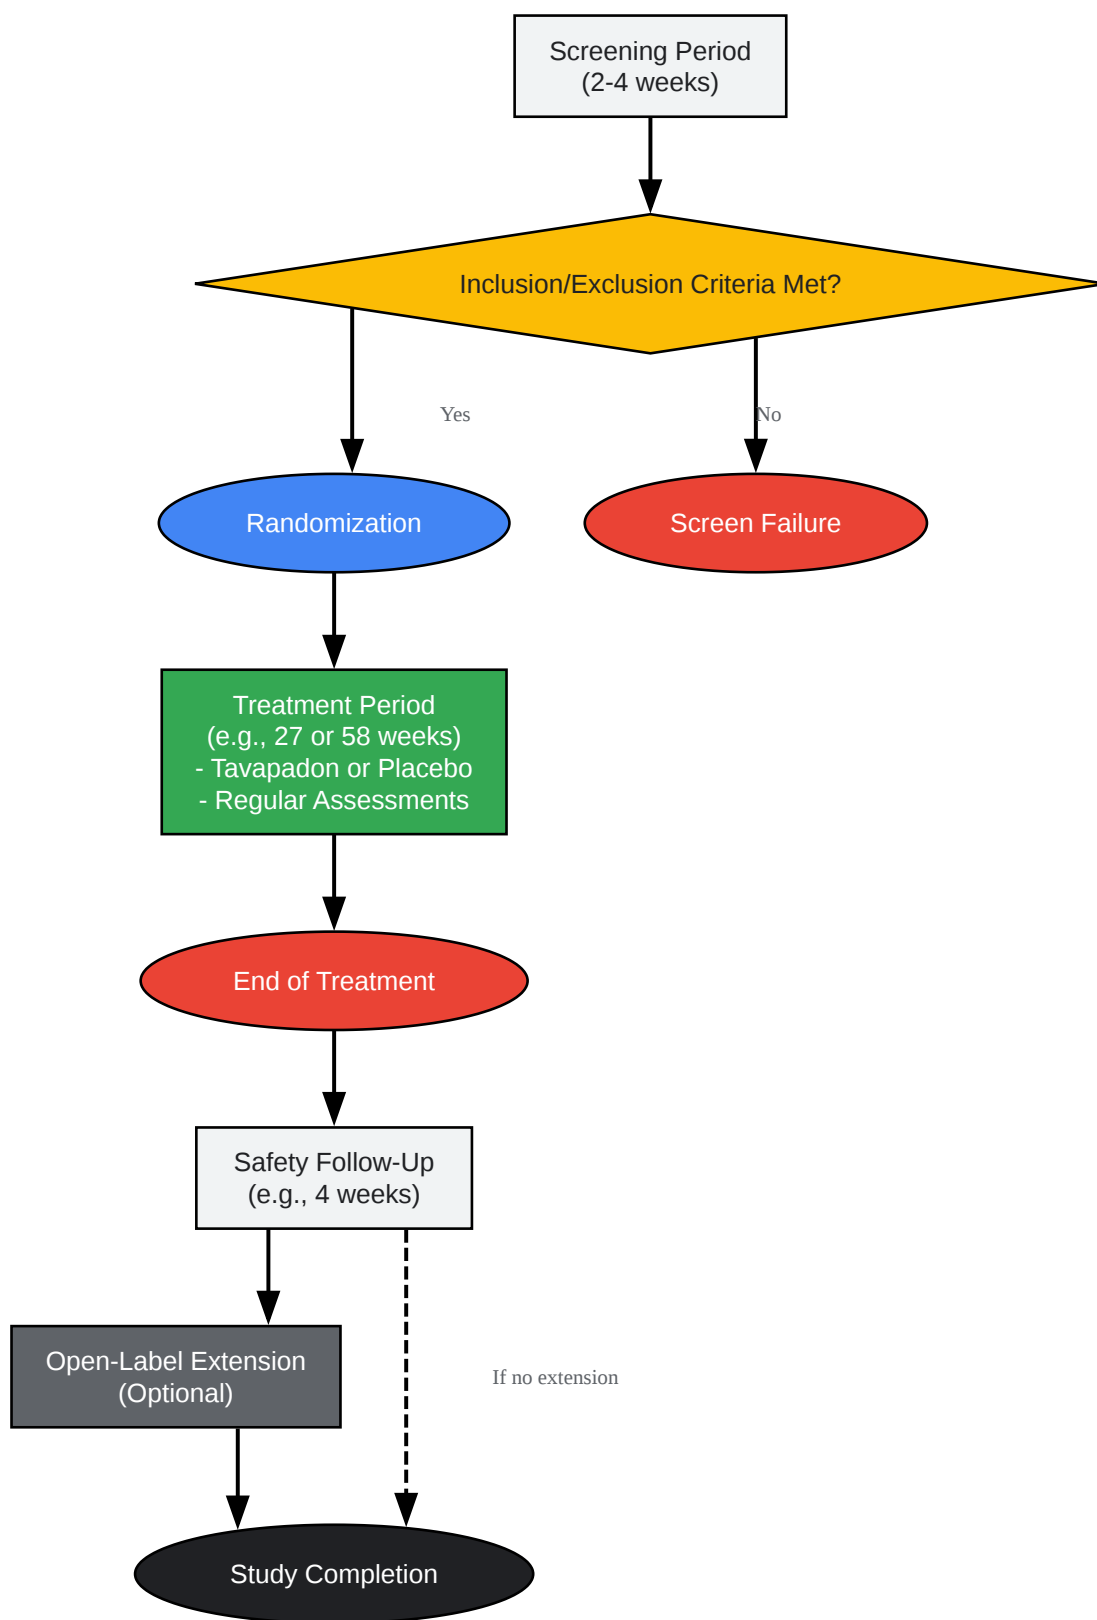 Screening Period
(2-4 weeks)
Inclusion/Exclusion Criteria Met?
Yes
No
Randomization
Screen Failure
Treatment Period
(e.g., 27 or 58 weeks)
- Tavapadon or Placebo
- Regular Assessments
End of Treatment
Safety Follow-Up
(e.g., 4 weeks)
Open-Label Extension
(Optional)
If no extension
Study Completion